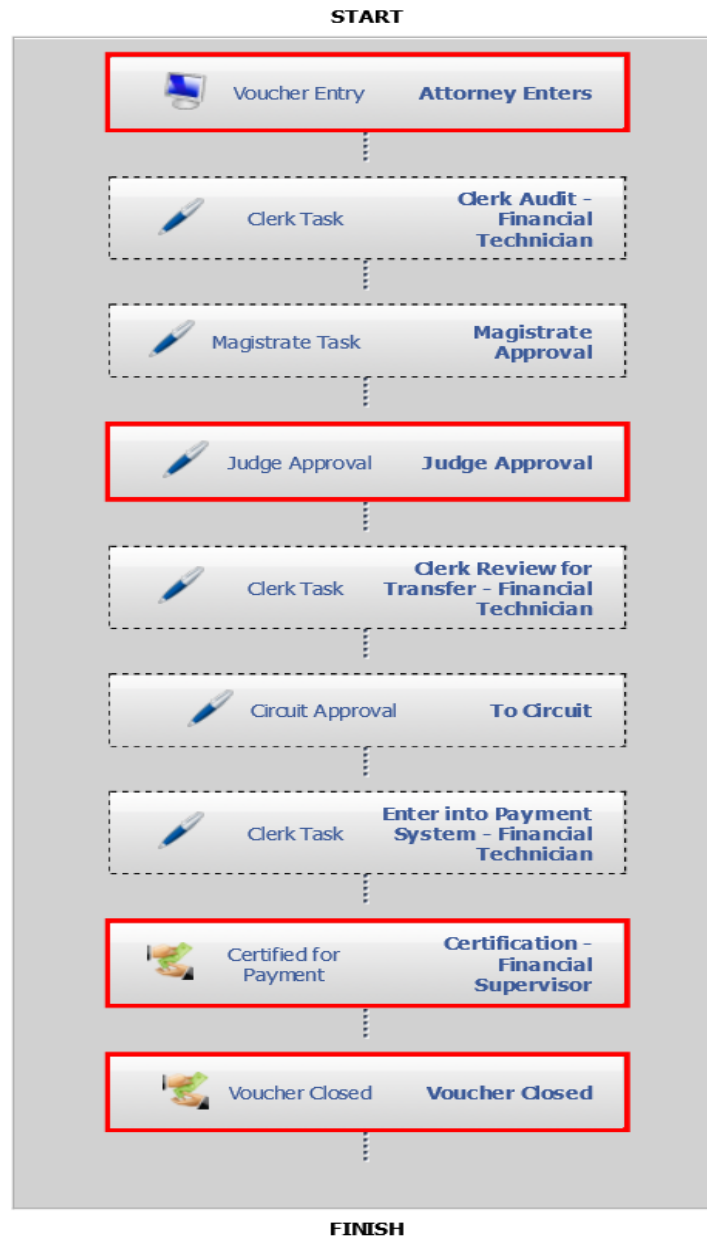 START
Voucher Entry
Attorney Enters
Clerk Task
Clerk Audit -
Financial
Technician
Magistrate Task
Magistrate
Approval
Judge Approval
Judge Approval
Clerk Task
Clerk Review for
Transfer - Financial
Technician
Circuit Approval
To Circuit
Clerk Task
Enter into Payment
System - Financial
Technician
Certified for
Payment
Certification -
Financial
Supervisor
Voucher Closed
Voucher Closed
FINISH